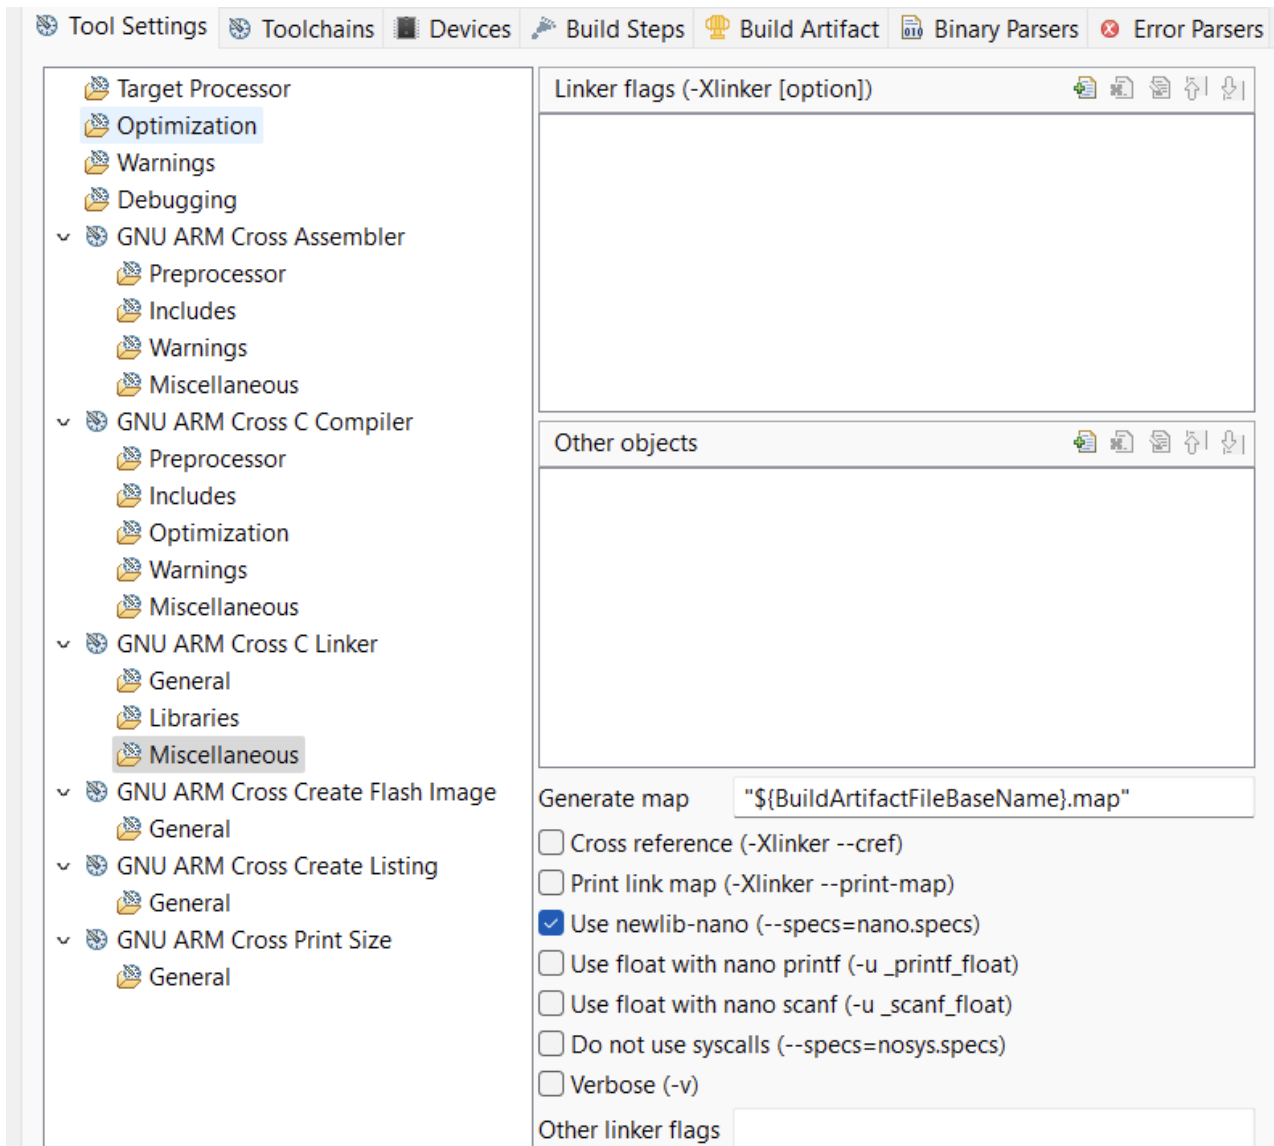 Tool Settings Toolchains Devices Build Steps Build Artifact Binary Parsers Error Parsers
Target Processor
Optimization
Warnings
Debugging
GNU ARM Cross Assembler
Preprocessor
Includes
Warnings
Miscellaneous
GNU ARM Cross C Compiler
Preprocessor
Includes
Optimization
Warnings
Miscellaneous
GNU ARM Cross C Linker
General
Libraries
Miscellaneous
GNU ARM Cross Create Flash Image
General
GNU ARM Cross Create Listing
General
GNU ARM Cross Print Size
General
Linker flags (-Xlinker [option])
Other objects
Generate map "${BuildArtifactFileBaseName}.map"
Cross reference (-Xlinker --cref)
Print link map (-Xlinker --print-map)
Use newlib-nano (--specs=nano.specs)
Use float with nano printf (-u _printf_float)
Use float with nano scanf (-u _scanf_float)
Do not use syscalls (--specs=nosys.specs)
Verbose (-v)
Other linker flags